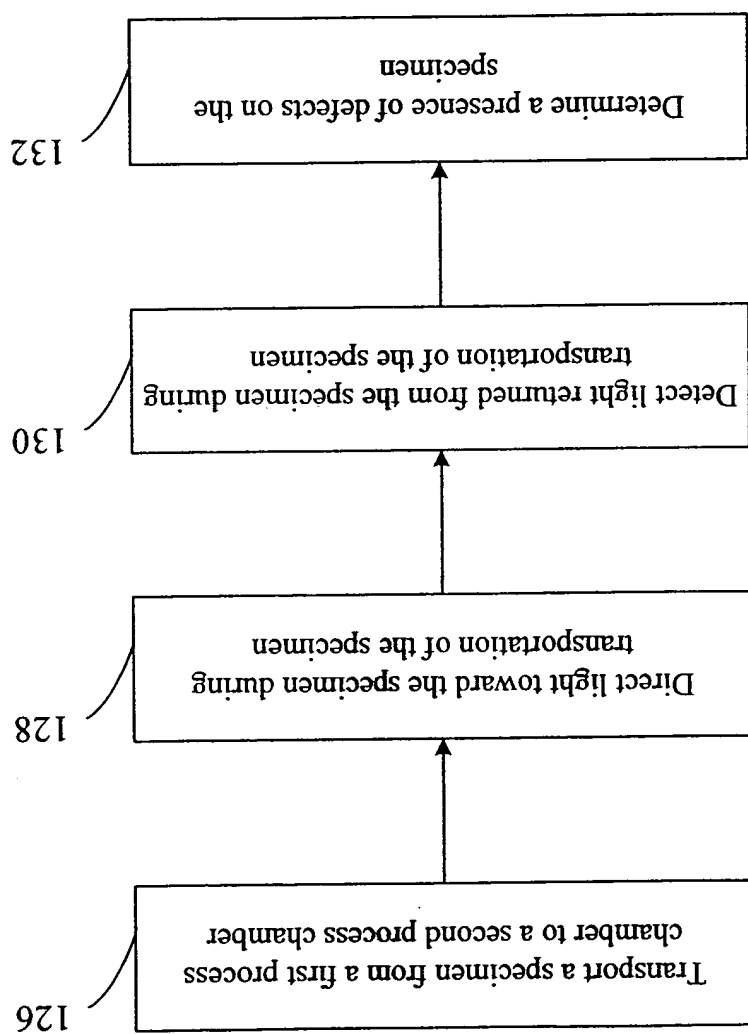 126
Transport a specimen from a first process
chamber to a second process chamber
128
Direct light toward the specimen during
transportation of the specimen
130
Detect light returned from the specimen during
transportation of the specimen
132
Determine a presence of defects on the
specimen